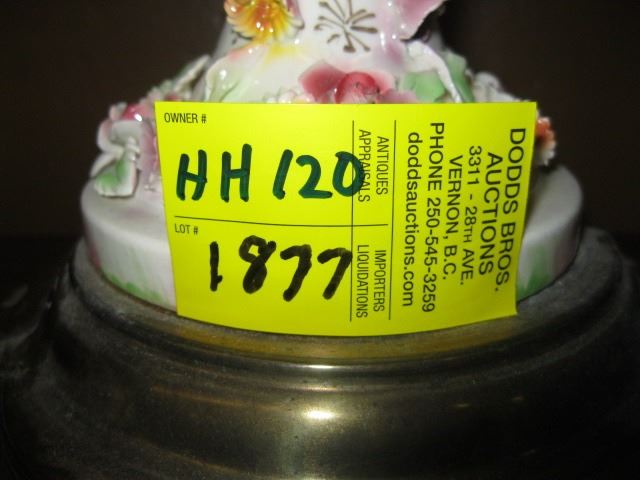 OWNER #
HH 120
LOT #
1877
ANTIQUES
APPRAISALS
IMPORTERS
LIQUIDATIONS
DODDS BROS.
AUCTIONS
3311 - 28TH AVE.
VERNON, B.C.
PHONE 250-545-3259
doddsauctions.com